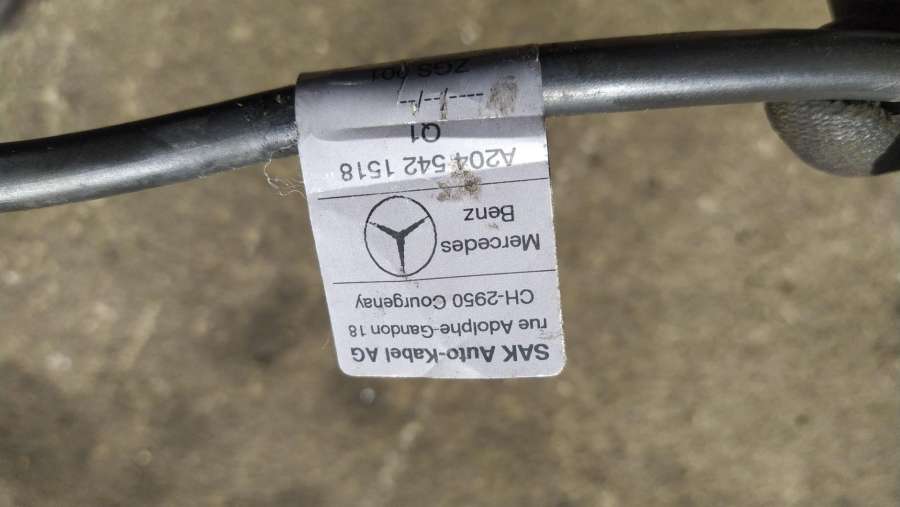 SAK Auto-Kabel AG
rue Adolphe-Gandon 18
CH-2950 Courgenay
Mercedes
Benz
A204 542 1518
Q1
--/--/-----
ZGS 001